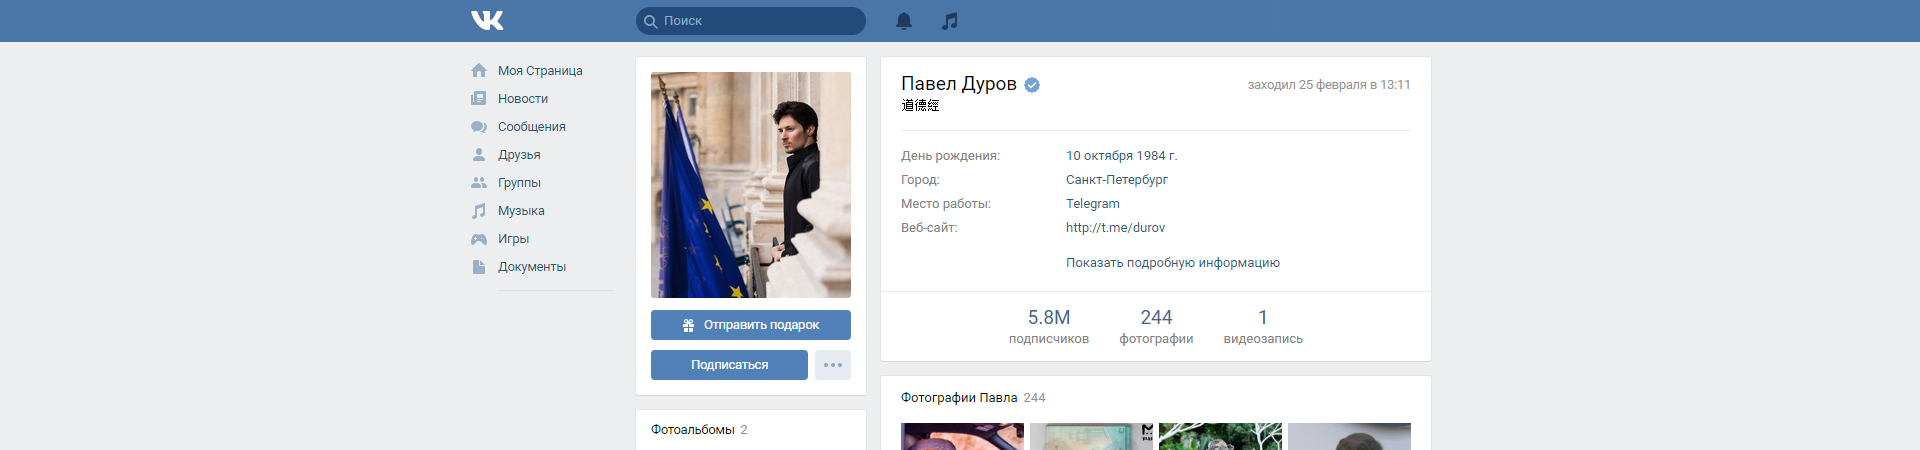 VK
Поиск
Моя Страница
Новости
Сообщения
Друзья
Группы
Музыка
Игры
Документы
Отправить подарок
Подписаться
Фотоальбомы 2
Павел Дуров
заходил 25 февраля в 13:11
道德經
День рождения: 10 октября 1984 г.
Город: Санкт-Петербург
Место работы: Telegram
Веб-сайт: http://t.me/durov
Показать подробную информацию
5.8M 244 1
подписчиков фотографии видеозапись
Фотографии Павла 244